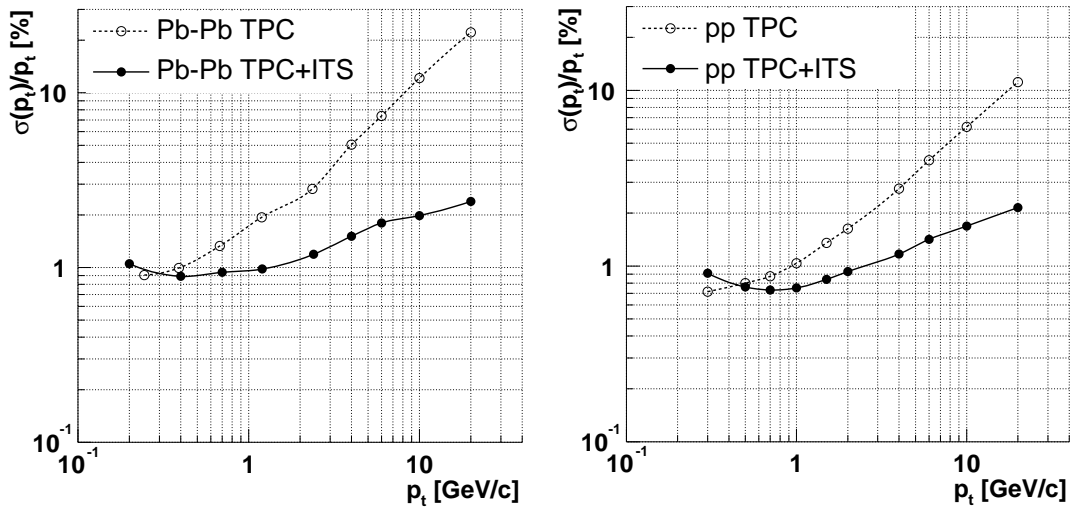 σ(pt)/pt [%]
Pb-Pb TPC
Pb-Pb TPC+ITS
10
1
10-1
10-1
1
10
pt [GeV/c]
σ(pt)/pt [%]
pp TPC
pp TPC+ITS
10
1
10-1
10-1
1
10
pt [GeV/c]